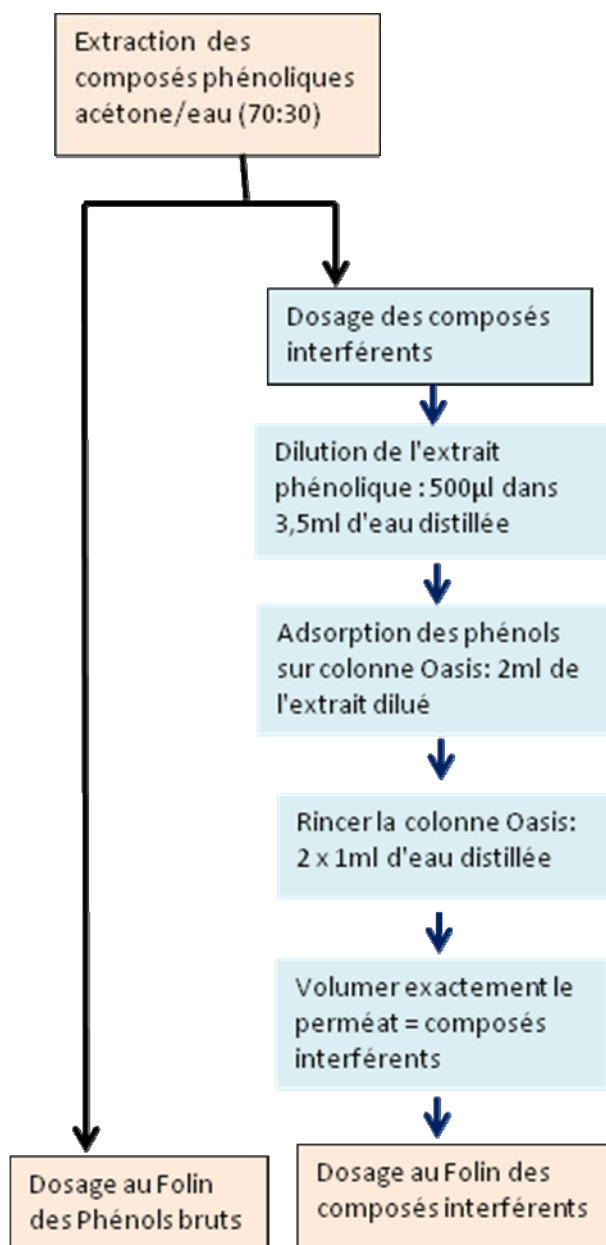 Extraction des
composés phénoliques
acétone/eau (70:30)
Dosage des composés
interférents
Dilution de l'extrait
phénolique : 500µl dans
3,5ml d'eau distillée
Adsorption des phénols
sur colonne Oasis: 2ml de
l'extrait dilué
Rincer la colonne Oasis:
2 x 1ml d'eau distillée
Volumer exactement le
perméat = composés
interférents
Dosage au Folin
des Phénols bruts
Dosage au Folin des
composés interférents